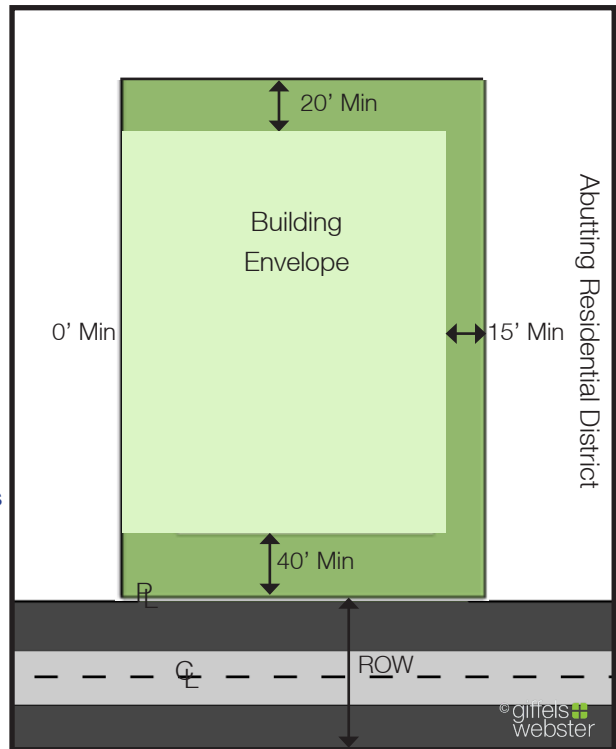 20’ Min
Building
Envelope
Abutting Residential District
0’ Min
15’ Min
s
40’ Min
PL
CL
ROW
© giffels
webster